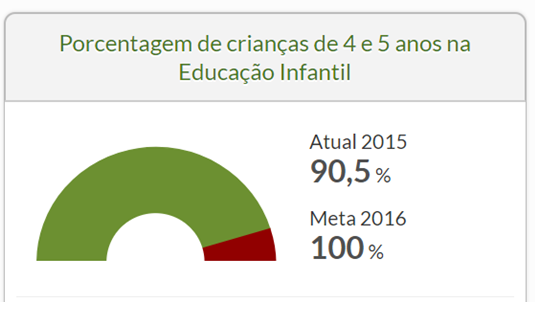 Porcentagem de crianças de 4 e 5 anos na
Educação Infantil
Atual 2015
90,5 %
Meta 2016
100 %